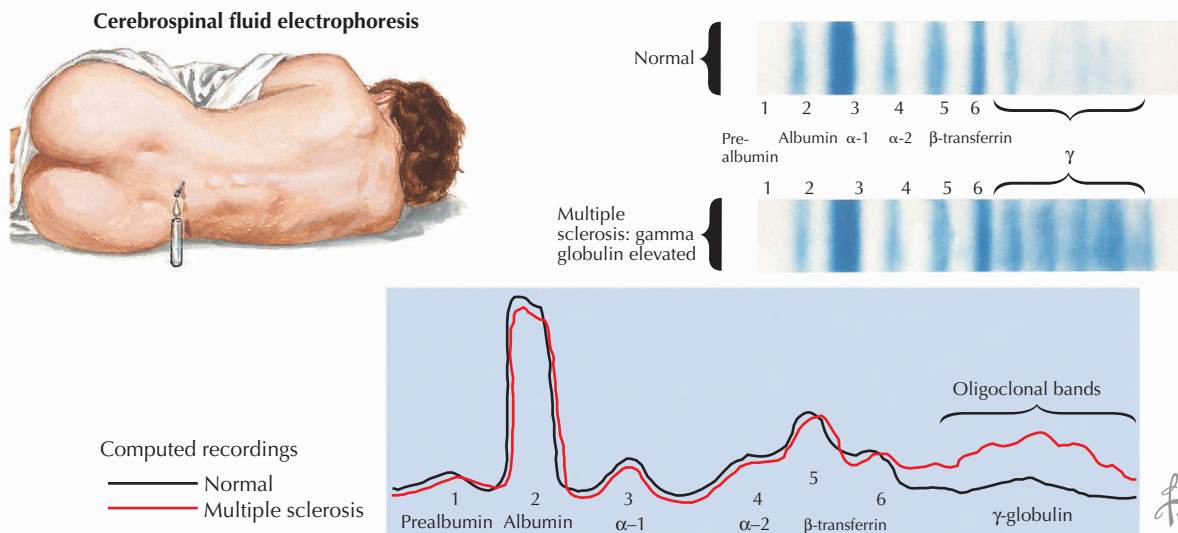 Cerebrospinal fluid electrophoresis
Normal
1 2 3 4 5 6
Pre-
albumin
Albumin α-1 α-2 β-transferrin
γ
1 2 3 4 5 6
Multiple
sclerosis: gamma
globulin elevated
Oligoclonal bands
Computed recordings
Normal
Multiple sclerosis
1 2 3 4 5 6
Prealbumin Albumin α–1 α–2 β-transferrin γ-globulin